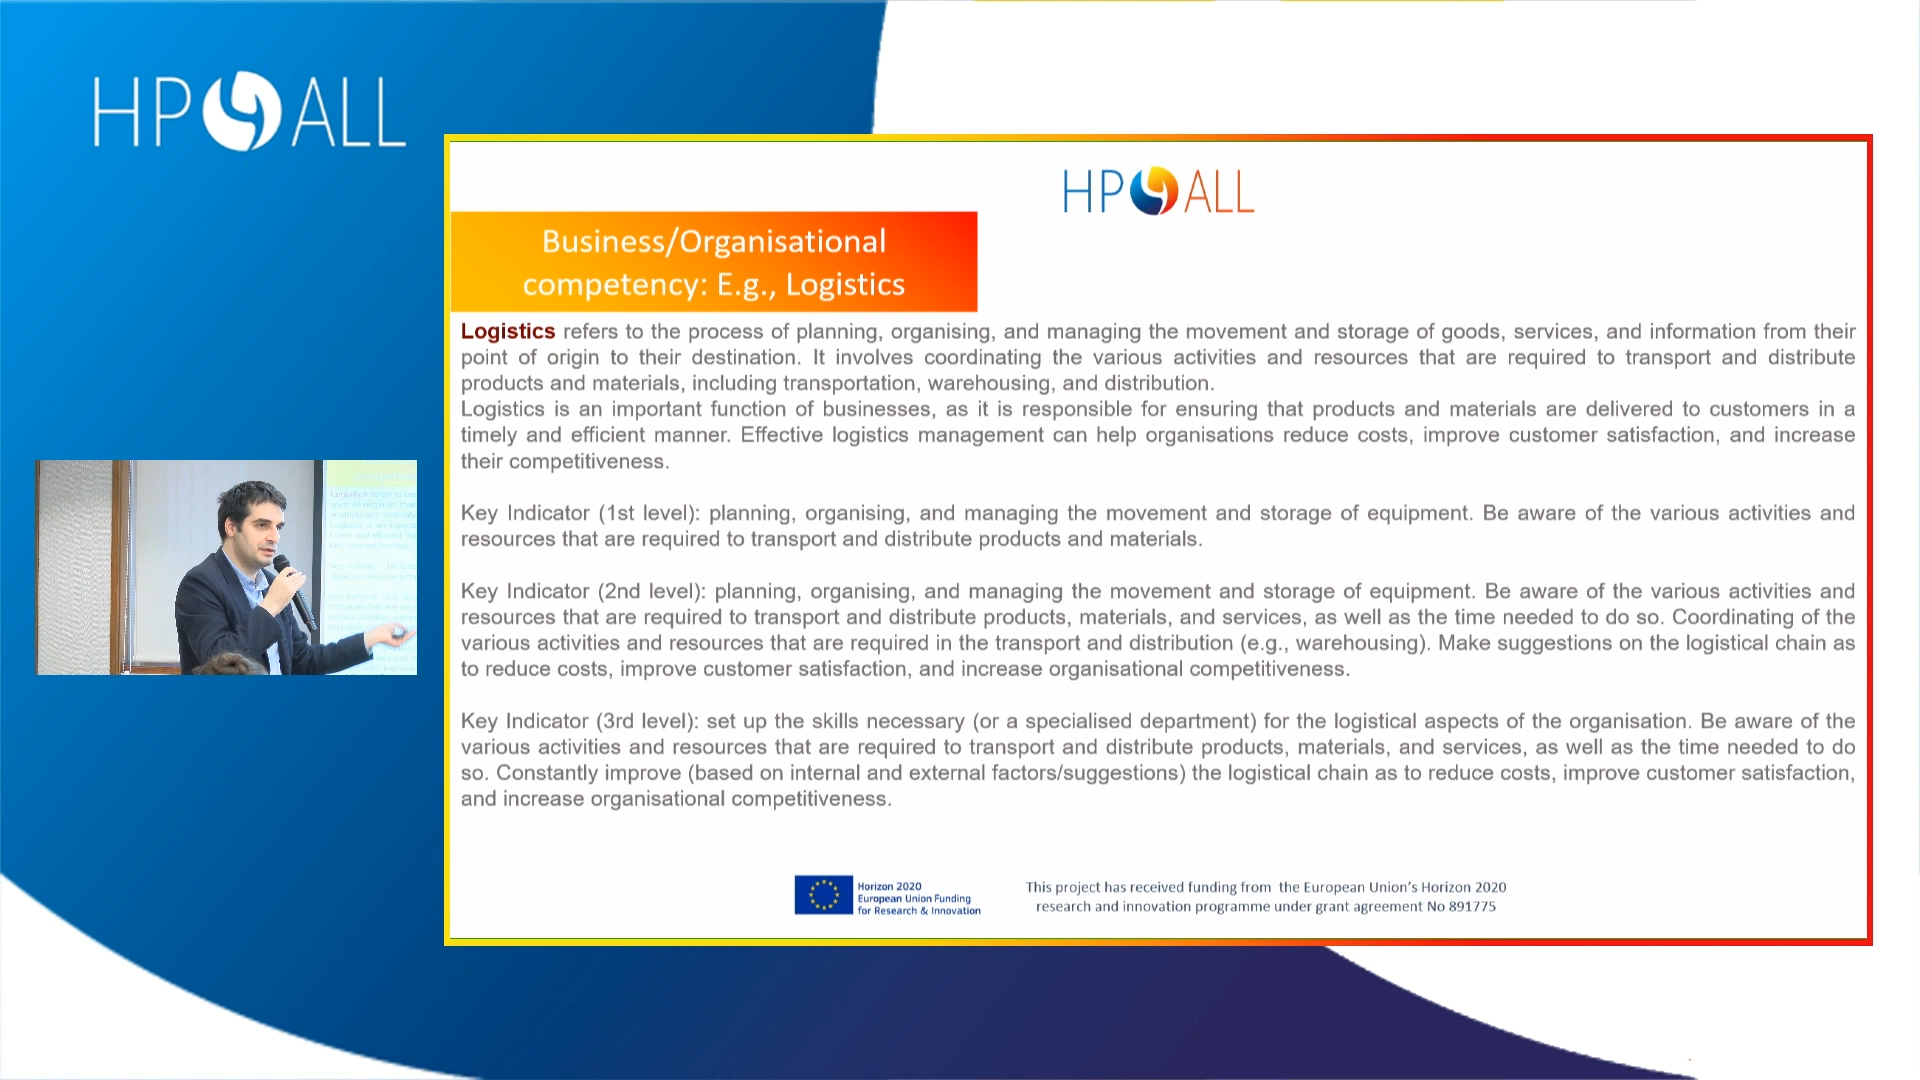 HP4ALL
HP4ALL
Business/Organisational
competency: E.g., Logistics
Logistics refers to the process of planning, organising, and managing the movement and storage of goods, services, and information from their
point of origin to their destination. It involves coordinating the various activities and resources that are required to transport and distribute
products and materials, including transportation, warehousing, and distribution.
Logistics is an important function of businesses, as it is responsible for ensuring that products and materials are delivered to customers in a
timely and efficient manner. Effective logistics management can help organisations reduce costs, improve customer satisfaction, and increase
their competitiveness.
Key Indicator (1st level): planning, organising, and managing the movement and storage of equipment. Be aware of the various activities and
resources that are required to transport and distribute products and materials.
Key Indicator (2nd level): planning, organising, and managing the movement and storage of equipment. Be aware of the various activities and
resources that are required to transport and distribute products, materials, and services, as well as the time needed to do so. Coordinating of the
various activities and resources that are required in the transport and distribution (e.g., warehousing). Make suggestions on the logistical chain as
to reduce costs, improve customer satisfaction, and increase organisational competitiveness.
Key Indicator (3rd level): set up the skills necessary (or a specialised department) for the logistical aspects of the organisation. Be aware of the
various activities and resources that are required to transport and distribute products, materials, and services, as well as the time needed to do
so. Constantly improve (based on internal and external factors/suggestions) the logistical chain as to reduce costs, improve customer satisfaction,
and increase organisational competitiveness.
Horizon 2020
European Union Funding
for Research & Innovation
This project has received funding from the European Union's Horizon 2020
research and innovation programme under grant agreement No 891775